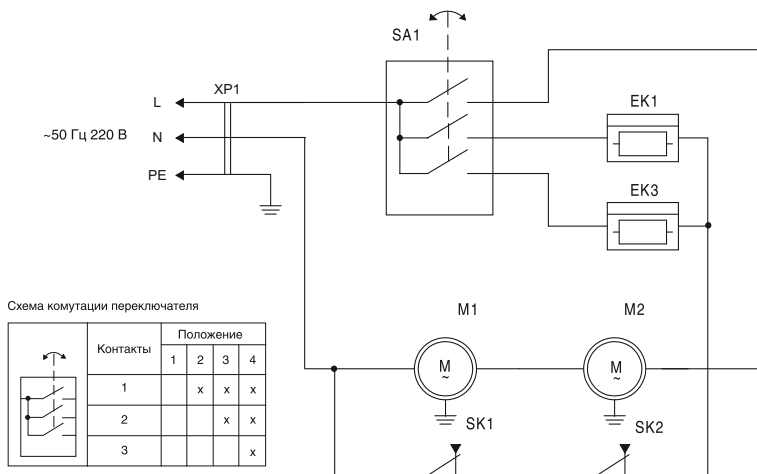 SA1
XP1
L
EK1
~50 Гц 220 В
N
PE
EK3
Схема комутации переключателя
M1
M2
Контакты
Положение
1 2 3 4
1 x x x
2 x x
3 x
M
~
M
~
SK1
SK2